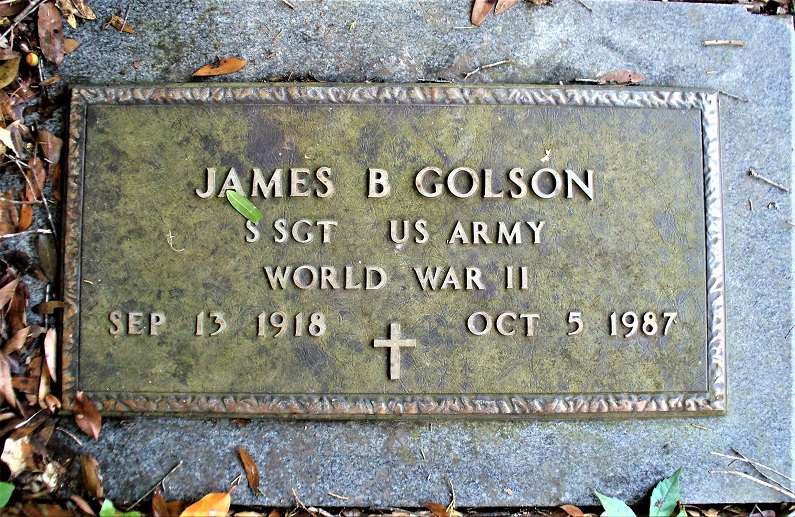 JAMES B GOLSON
S SGT US ARMY
WORLD WAR II
SEP 13 1918 OCT 5 1987